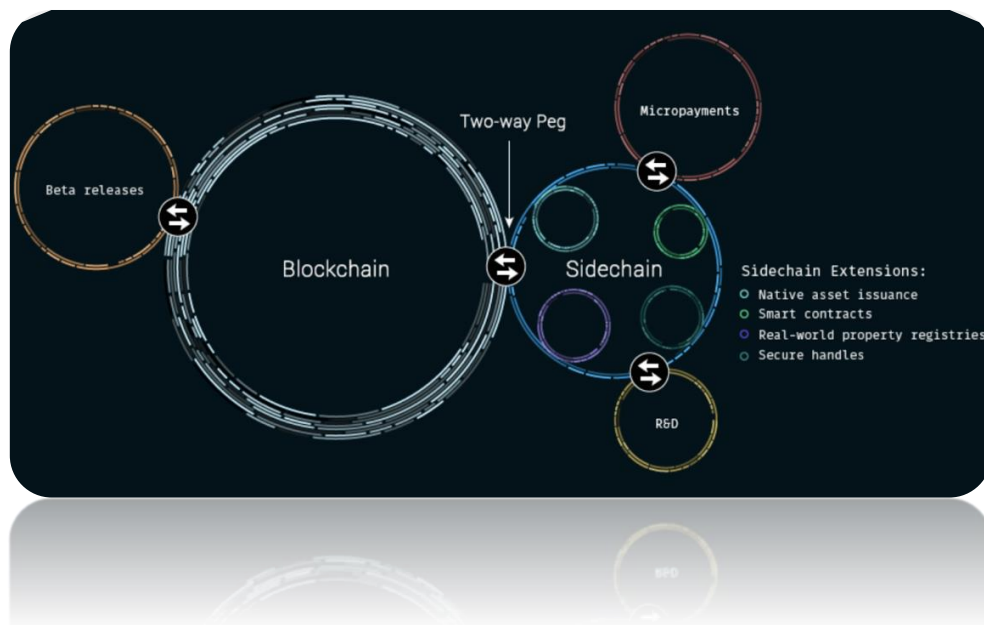 Beta releases
Blockchain
Two-way Peg
Sidechain
Micropayments
R&D
Sidechain Extensions:
Native asset issuance
Smart contracts
Real-world property registries
Secure handles